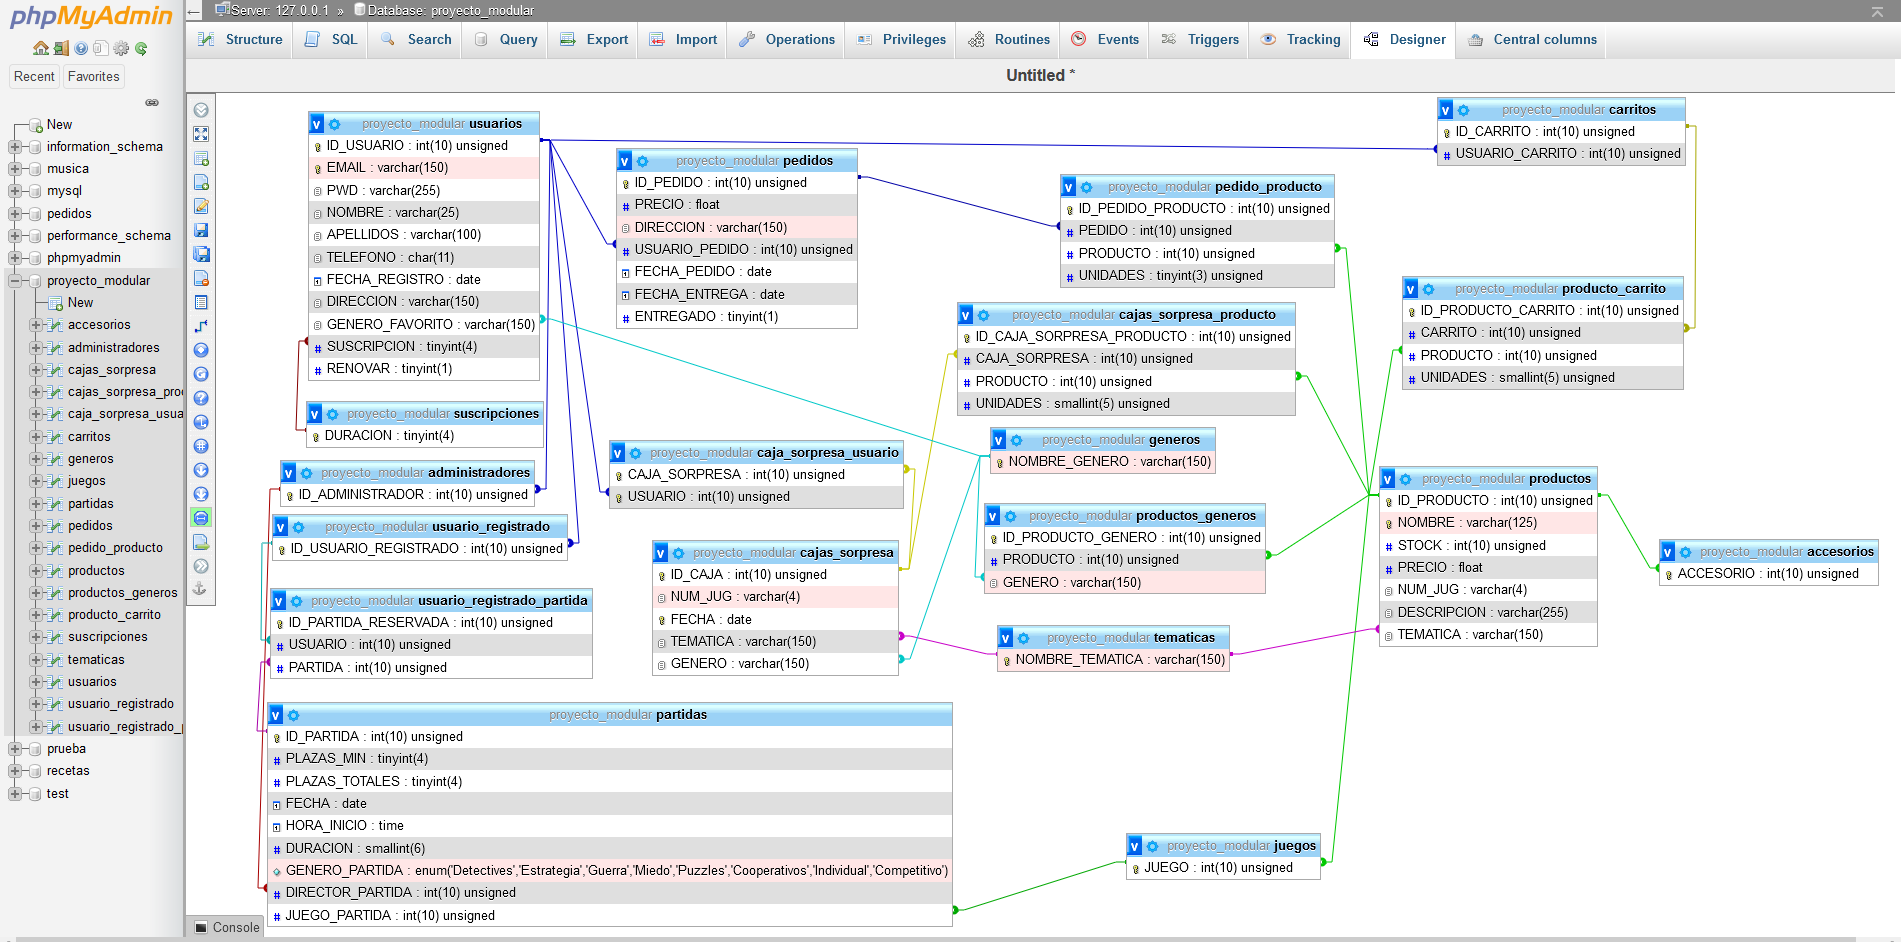 phpMyAdmin
Recent
Favorites
New
information_schema
musica
mysql
pedidos
performance_schema
phpmyadmin
proyecto_modular
New
accesorios
administradores
cajas_sorpresa
cajas_sorpresa_pro
caja_sorpresa_usua
carritos
generos
juegos
partidas
pedidos
pedido_producto
productos
productos_generos
producto_carrito
suscripciones
tematicas
usuarios
usuario_registrado
usuario_registrado_
prueba
recetas
test
Server: 127.0.0.1 » Database: proyecto_modular
Structure SQL Search Query Export Import Operations Privileges Routines Events Triggers Tracking Designer Central columns
Untitled *
proyecto_modular usuarios
ID_USUARIO : int(10) unsigned
EMAIL : varchar(150)
PWD : varchar(255)
NOMBRE : varchar(25)
APELLIDOS : varchar(100)
TELEFONO : char(11)
FECHA_REGISTRO : date
DIRECCION : varchar(150)
GENERO_FAVORITO : varchar(150)
SUSCRIPCION : tinyint(4)
RENOVAR : tinyint(1)
proyecto_modular pedidos
ID_PEDIDO : int(10) unsigned
PRECIO : float
DIRECCION : varchar(150)
USUARIO_PEDIDO : int(10) unsigned
FECHA_PEDIDO : date
FECHA_ENTREGA : date
ENTREGADO : tinyint(1)
proyecto_modular pedido_producto
ID_PEDIDO_PRODUCTO : int(10) unsigned
PEDIDO : int(10) unsigned
PRODUCTO : int(10) unsigned
UNIDADES : tinyint(3) unsigned
proyecto_modular carritos
ID_CARRITO : int(10) unsigned
USUARIO_CARRITO : int(10) unsigned
proyecto_modular producto_carrito
ID_PRODUCTO_CARRITO : int(10) unsigned
CARRITO : int(10) unsigned
PRODUCTO : int(10) unsigned
UNIDADES : smallint(5) unsigned
proyecto_modular cajas_sorpresa_producto
ID_CAJA_SORPRESA_PRODUCTO : int(10) unsigned
CAJA_SORPRESA : int(10) unsigned
PRODUCTO : int(10) unsigned
UNIDADES : smallint(5) unsigned
proyecto_modular suscripciones
DURACION : tinyint(4)
proyecto_modular administradores
ID_ADMINISTRADOR : int(10) unsigned
proyecto_modular usuario_registrado
ID_USUARIO_REGISTRADO : int(10) unsigned
proyecto_modular usuario_registrado_partida
ID_PARTIDA_RESERVADA : int(10) unsigned
USUARIO : int(10) unsigned
PARTIDA : int(10) unsigned
proyecto_modular caja_sorpresa_usuario
CAJA_SORPRESA : int(10) unsigned
USUARIO : int(10) unsigned
proyecto_modular cajas_sorpresa
ID_CAJA : int(10) unsigned
NUM_JUG : varchar(4)
FECHA : date
TEMATICA : varchar(150)
GENERO : varchar(150)
proyecto_modular generos
NOMBRE_GENERO : varchar(150)
proyecto_modular productos_generos
ID_PRODUCTO_GENERO : int(10) unsigned
PRODUCTO : int(10) unsigned
GENERO : varchar(150)
proyecto_modular tematicas
NOMBRE_TEMATICA : varchar(150)
proyecto_modular productos
ID_PRODUCTO : int(10) unsigned
NOMBRE : varchar(125)
STOCK : int(10) unsigned
PRECIO : float
NUM_JUG : varchar(4)
DESCRIPCION : varchar(255)
TEMATICA : varchar(150)
proyecto_modular accesorios
ACCESORIO : int(10) unsigned
proyecto_modular partidas
ID_PARTIDA : int(10) unsigned
PLAZAS_MIN : tinyint(4)
PLAZAS_TOTALES : tinyint(4)
FECHA : date
HORA_INICIO : time
DURACION : smallint(6)
GENERO_PARTIDA : enum('Detectives','Estrategia','Guerra','Miedo','Puzzles','Cooperativos','Individual','Competitivo')
DIRECTOR_PARTIDA : int(10) unsigned
JUEGO_PARTIDA : int(10) unsigned
proyecto_modular juegos
JUEGO : int(10) unsigned
Console